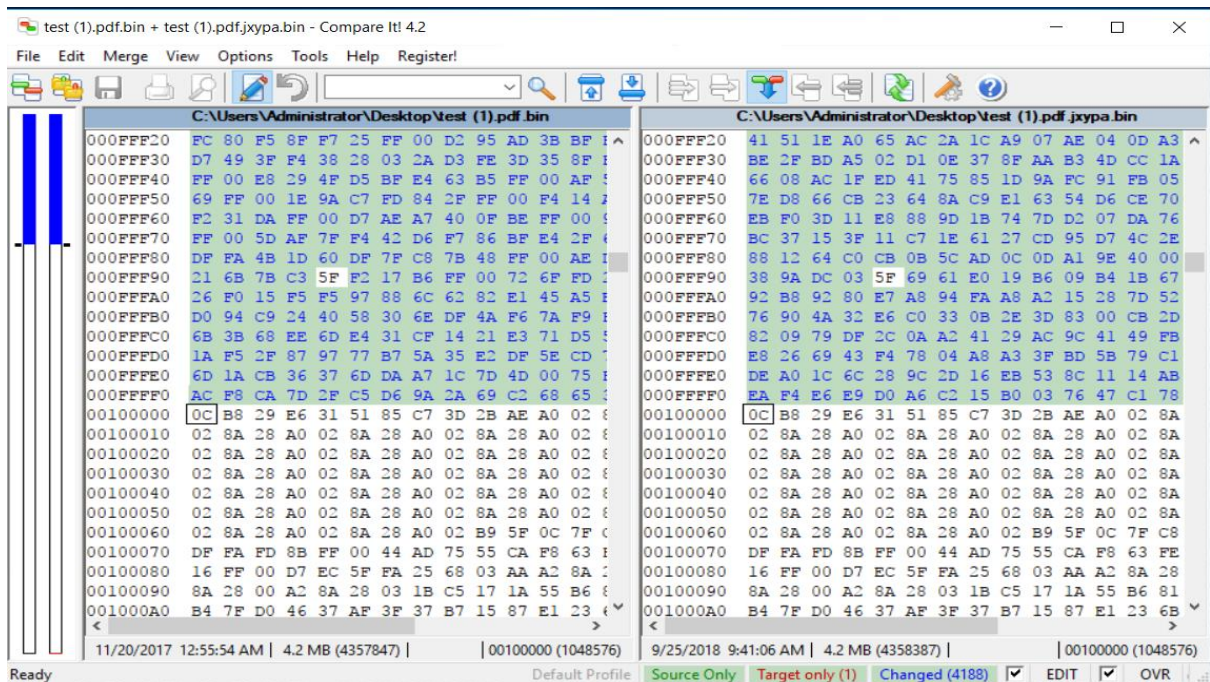 test (1).pdf.bin + test (1).pdf.jxypa.bin - Compare It! 4.2
File Edit Merge View Options Tools Help Register!
C:\Users\Administrator\Desktop\test (1).pdf.bin
000FFF20 FC 80 F5 8F F7 25 FF 00 D2 95 AD 3B BF
000FFF30 D7 49 3F F4 38 28 03 2A D3 FE 3D 35 8F
000FFF40 FF 00 E8 29 4F D5 BF E4 63 B5 FF 00 AF
000FFF50 69 FF 00 1E 9A C7 FD 84 2F FF 00 F4 14
000FFF60 F2 31 DA FF 00 D7 AE A7 40 0F BE FF 00
000FFF70 FF 00 5D AF 7F F4 42 D6 F7 86 BF E4 2F
000FFF80 DF FA 4B 1D 60 DF 7F C8 7B 48 FF 00 AE
000FFF90 21 6B 7B C3 5F F2 17 B6 FF 00 72 6F FD
000FFFA0 26 F0 15 F5 F5 97 88 6C 62 82 E1 45 A5
000FFFB0 D0 94 C9 24 40 58 30 6E DF 4A F6 7A F9
000FFFC0 6B 3B 68 EE 6D E4 31 CF 14 21 E3 71 D5
000FFFD0 1A F5 2F 87 97 77 B7 5A 35 E2 DF 5E CD
000FFFE0 6D 1A CB 36 37 6D DA A7 1C 7D 4D 00 75
000FFFF0 AC F8 CA 7D 2F C5 D6 9A 2A 69 C2 68 65
00100000 0C B8 29 E6 31 51 85 C7 3D 2B AE A0 02
00100010 02 8A 28 A0 02 8A 28 A0 02 8A 28 A0 02
00100020 02 8A 28 A0 02 8A 28 A0 02 8A 28 A0 02
00100030 02 8A 28 A0 02 8A 28 A0 02 8A 28 A0 02
00100040 02 8A 28 A0 02 8A 28 A0 02 8A 28 A0 02
00100050 02 8A 28 A0 02 8A 28 A0 02 8A 28 A0 02
00100060 02 8A 28 A0 02 8A 28 A0 02 B9 5F 0C 7F
00100070 DF FA FD 8B FF 00 44 AD 75 55 CA F8 63
00100080 16 FF 00 D7 EC 5F FA 25 68 03 AA A2 8A
00100090 8A 28 00 A2 8A 28 03 1B C5 17 1A 55 B6
001000A0 B4 7F D0 46 37 AF 3F 37 B7 15 87 E1 23
11/20/2017 12:55:54 AM | 4.2 MB (4357847) | 00100000 (1048576)
C:\Users\Administrator\Desktop\test (1).pdf.jxypa.bin
000FFF20 41 51 1E A0 65 AC 2A 1C A9 07 AE 04 0D A3
000FFF30 BE 2F BD A5 02 D1 0E 37 8F AA B3 4D CC 1A
000FFF40 66 08 AC 1F ED 41 75 85 1D 9A FC 91 FB 05
000FFF50 7E D8 66 CB 23 64 8A C9 E1 63 54 D6 CE 70
000FFF60 EB F0 3D 11 E8 88 9D 1B 74 7D D2 07 DA 76
000FFF70 BC 37 15 3F 11 C7 1E 61 27 CD 95 D7 4C 2E
000FFF80 88 12 64 C0 CB 0B 5C AD 0C 0D A1 9E 40 00
000FFF90 38 9A DC 03 5F 69 61 E0 19 B6 09 B4 1B 67
000FFFA0 92 B8 92 80 E7 A8 94 FA A8 A2 15 28 7D 52
000FFFB0 76 90 4A 32 E6 C0 33 0B 2E 3D 83 00 CB 2D
000FFFC0 82 09 79 DF 2C 0A A2 41 29 AC 9C 41 49 FB
000FFFD0 E8 26 69 43 F4 78 04 A8 A3 3F BD 5B 79 C1
000FFFE0 DE A0 1C 6C 28 9C 2D 16 EB 53 8C 11 14 AB
000FFFF0 EA F4 E6 E9 D0 A6 C2 15 B0 03 76 47 C1 78
00100000 0C B8 29 E6 31 51 85 C7 3D 2B AE A0 02 8A
00100010 02 8A 28 A0 02 8A 28 A0 02 8A 28 A0 02 8A
00100020 02 8A 28 A0 02 8A 28 A0 02 8A 28 A0 02 8A
00100030 02 8A 28 A0 02 8A 28 A0 02 8A 28 A0 02 8A
00100040 02 8A 28 A0 02 8A 28 A0 02 8A 28 A0 02 8A
00100050 02 8A 28 A0 02 8A 28 A0 02 8A 28 A0 02 8A
00100060 02 8A 28 A0 02 8A 28 A0 02 B9 5F 0C 7F C8
00100070 DF FA FD 8B FF 00 44 AD 75 55 CA F8 63 FE
00100080 16 FF 00 D7 EC 5F FA 25 68 03 AA A2 8A 28
00100090 8A 28 00 A2 8A 28 03 1B C5 17 1A 55 B6 81
001000A0 B4 7F D0 46 37 AF 3F 37 B7 15 87 E1 23 6B
9/25/2018 9:41:06 AM | 4.2 MB (4358387) | 00100000 (1048576)
Ready Default Profile Source Only Target only (1) Changed (4188) EDIT OVR